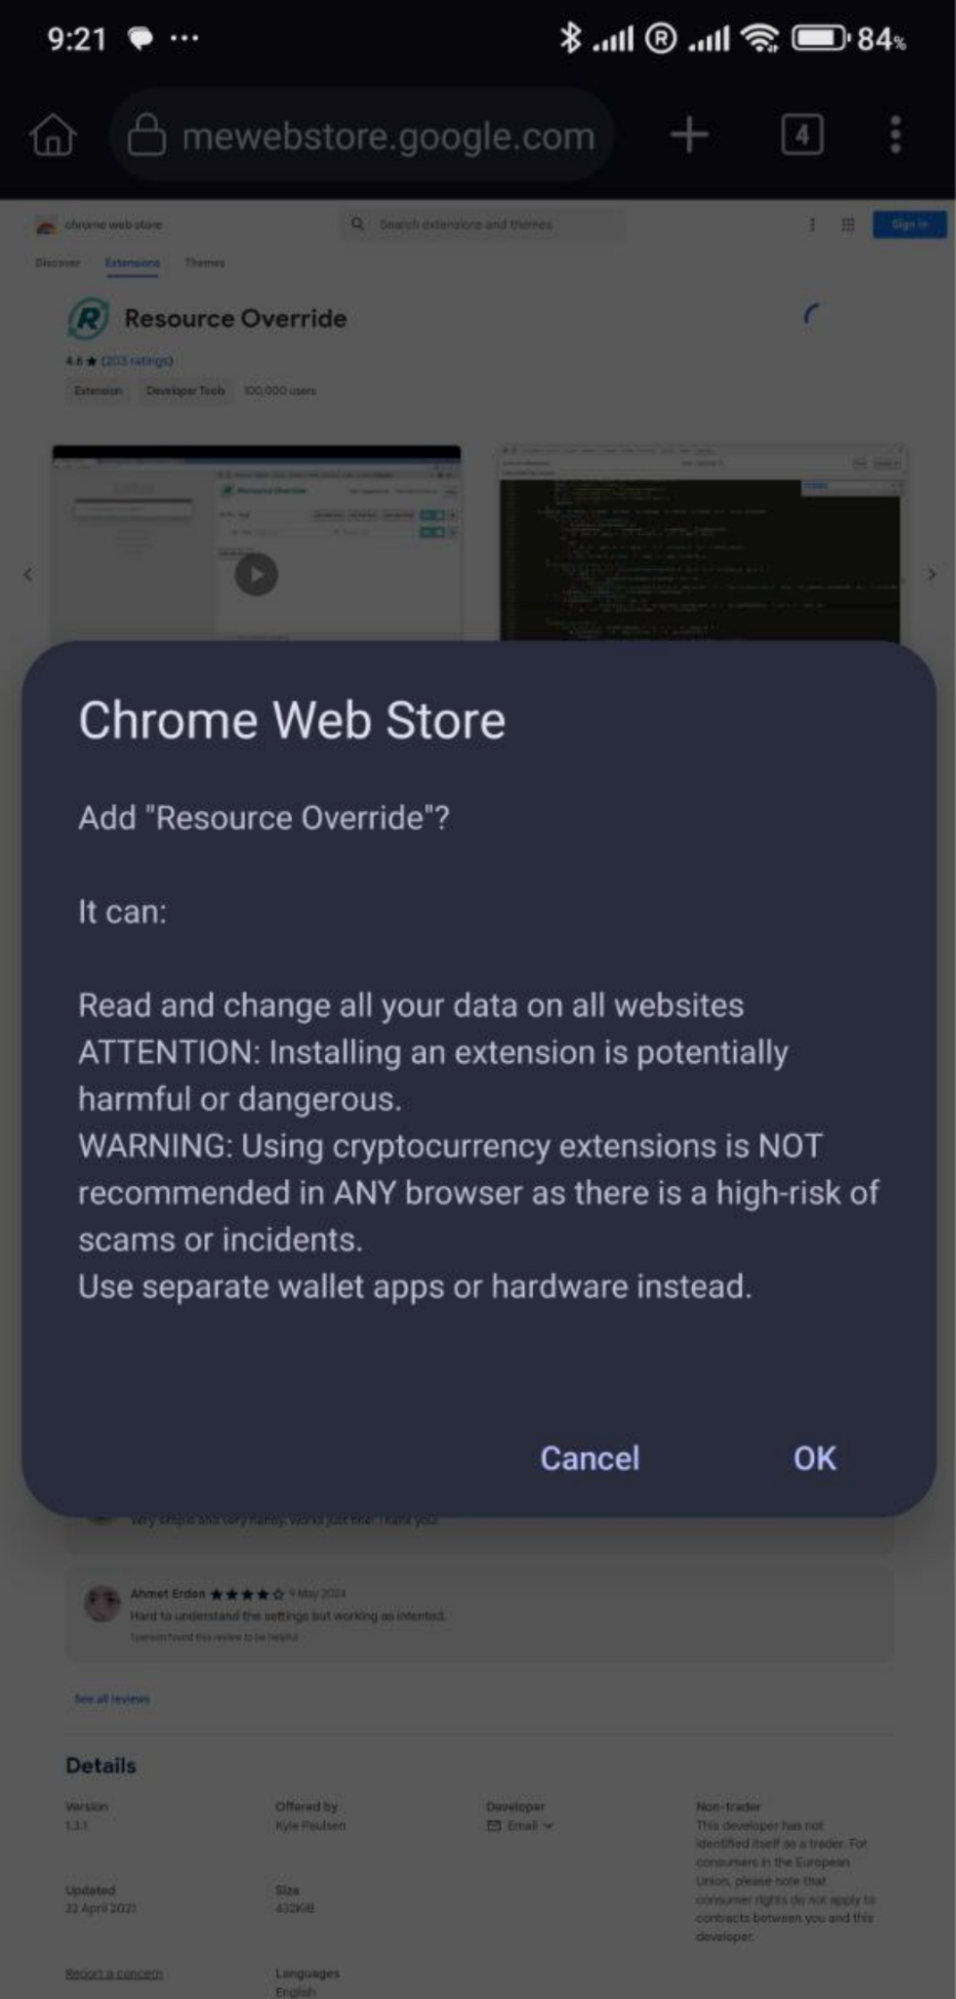 9:21
84%
mewebstore.google.com
4
chrome web store
Search extensions and themes
Sign in
Discover Extensions Themes
Resource Override
4.6 ★ (203 ratings)
Extension Developer Tools 100,000 users
Resource Override
Chrome Web Store
Add "Resource Override"?
It can:
Read and change all your data on all websites
ATTENTION: Installing an extension is potentially
harmful or dangerous.
WARNING: Using cryptocurrency extensions is NOT
recommended in ANY browser as there is a high-risk of
scams or incidents.
Use separate wallet apps or hardware instead.
Cancel OK
Very simple and very handy. Works just fine! Thank you!
Ahmet Erdon ★★★★☆ 9 May 2024
Hard to understand the settings but working as intented.
1 person found this review to be helpful
See all reviews
Details
Version
1.3.1
Offered by
Kyle Paulsen
Developer
Email
Non-trader
This developer has not
identified itself as a trader. For
consumers in the European
Union, please note that
consumer rights do not apply to
contracts between you and this
developer.
Updated
22 April 2021
Size
432KiB
Report a concern
Languages
English